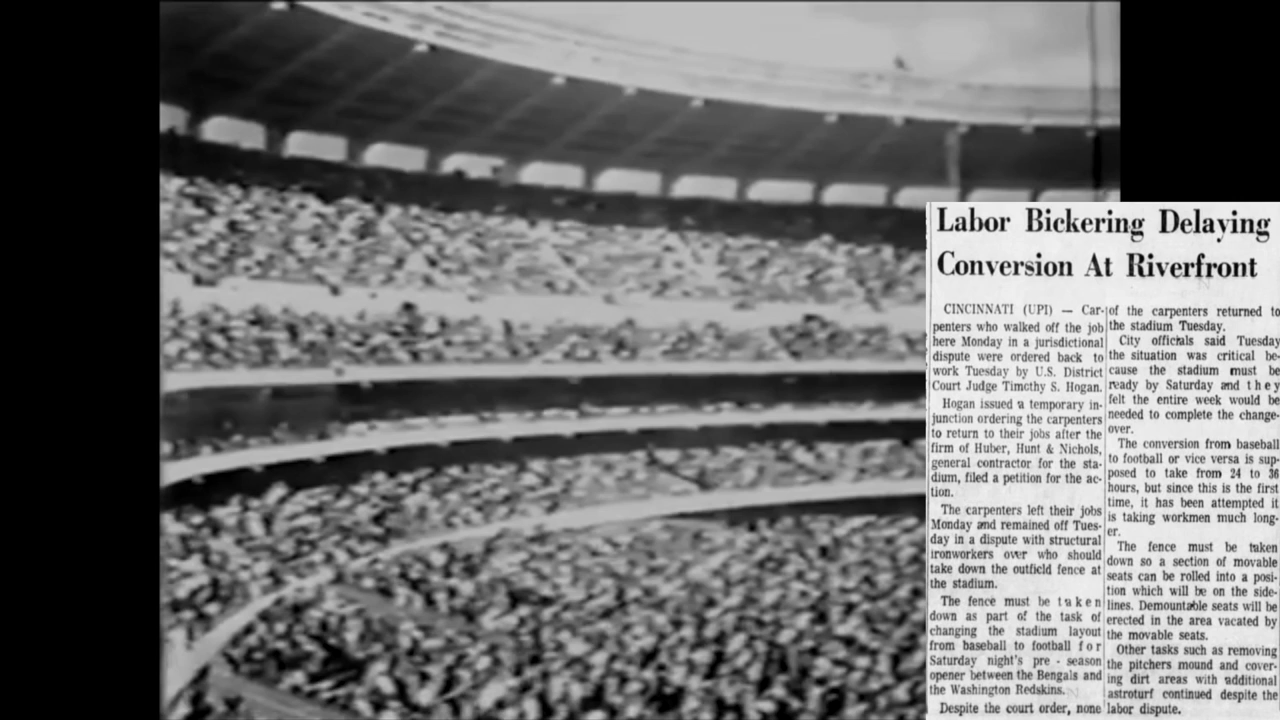 Labor Bickering Delaying
Conversion At Riverfront
CINCINNATI (UPI) — Car-
penters who walked off the job
here Monday in a jurisdictional
dispute were ordered back to
work Tuesday by U.S. District
Court Judge Timothy S. Hogan.
Hogan issued a temporary in-
junction ordering the carpenters
to return to their jobs after the
firm of Huber, Hunt & Nichols,
general contractor for the sta-
dium, filed a petition for the ac-
tion.
The carpenters left their jobs
Monday and remained off Tues-
day in a dispute with structural
ironworkers over who should
take down the outfield fence at
the stadium.
The fence must be taken
down as part of the task of
changing the stadium layout
from baseball to football for
Saturday night's pre - season
opener between the Bengals and
the Washington Redskins.
Despite the court order, none
of the carpenters returned to
the stadium Tuesday.
City officials said Tuesday
the situation was critical be-
cause the stadium must be
ready by Saturday and they
felt the entire week would be
needed to complete the change-
over.
The conversion from baseball
to football or vice versa is sup-
posed to take from 24 to 36
hours, but since this is the first
time, it has been attempted it
is taking workmen much long-
er.
The fence must be taken
down so a section of movable
seats can be rolled into a posi-
tion which will be on the side-
lines. Demountable seats will be
erected in the area vacated by
the movable seats.
Other tasks such as removing
the pitchers mound and cover-
ing dirt areas with additional
astroturf continued despite the
labor dispute.